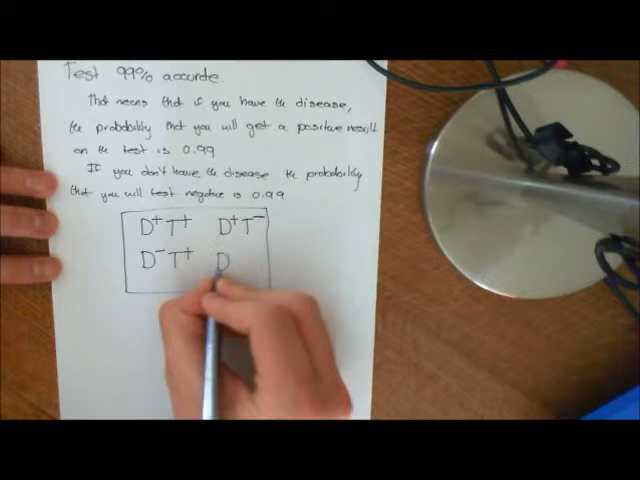 Test 99% accurate.
That means that if you have the disease,
the probability that you will get a positive result
on the test is 0.99
If you don't have the disease the probability
that you will test negative is 0.99
D⁺T⁺ D⁺T⁻
D⁻T⁺ D